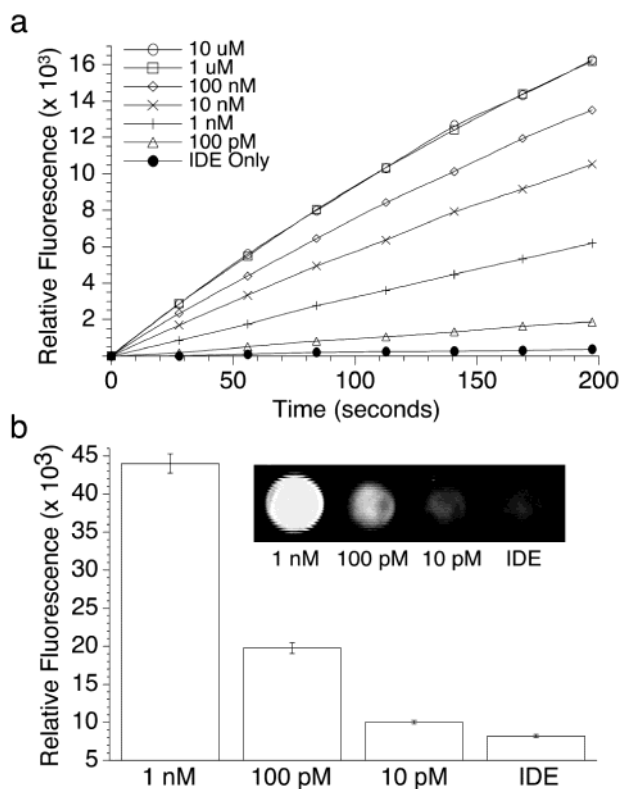 a
Relative Fluorescence (x 10³)
16
14
12
10
8
6
4
2
10 uM
1 uM
100 nM
10 nM
1 nM
100 pM
IDE Only
0 50 100 150 200
Time (seconds)
b
Relative Fluorescence (x 10³)
45
40
35
30
25
20
15
10
5
1 nM 100 pM 10 pM IDE
1 nM 100 pM 10 pM IDE